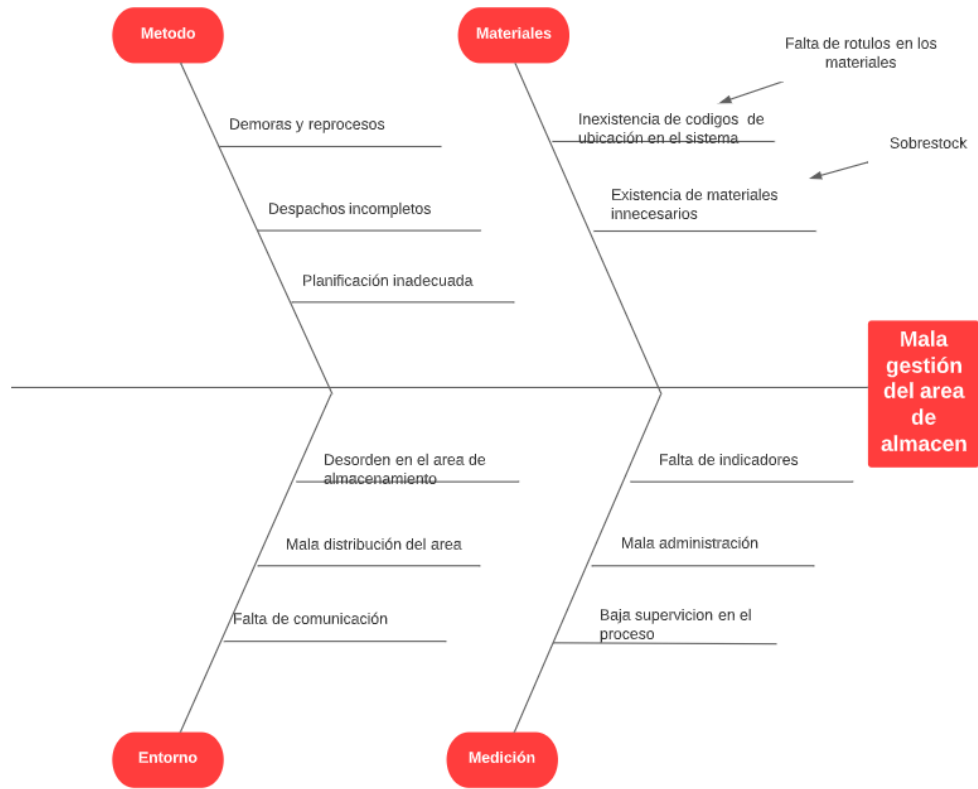 Metodo
Materiales
Falta de rotulos en los
materiales
Demoras y reprocesos
Inexistencia de codigos de
ubicación en el sistema
Sobrestock
Despachos incompletos
Existencia de materiales
innecesarios
Planificación inadecuada
Mala
gestión
del area
de
almacen
Desorden en el area de
almacenamiento
Falta de indicadores
Mala distribución del area
Mala administración
Falta de comunicación
Baja supervicion en el
proceso
Entorno
Medición